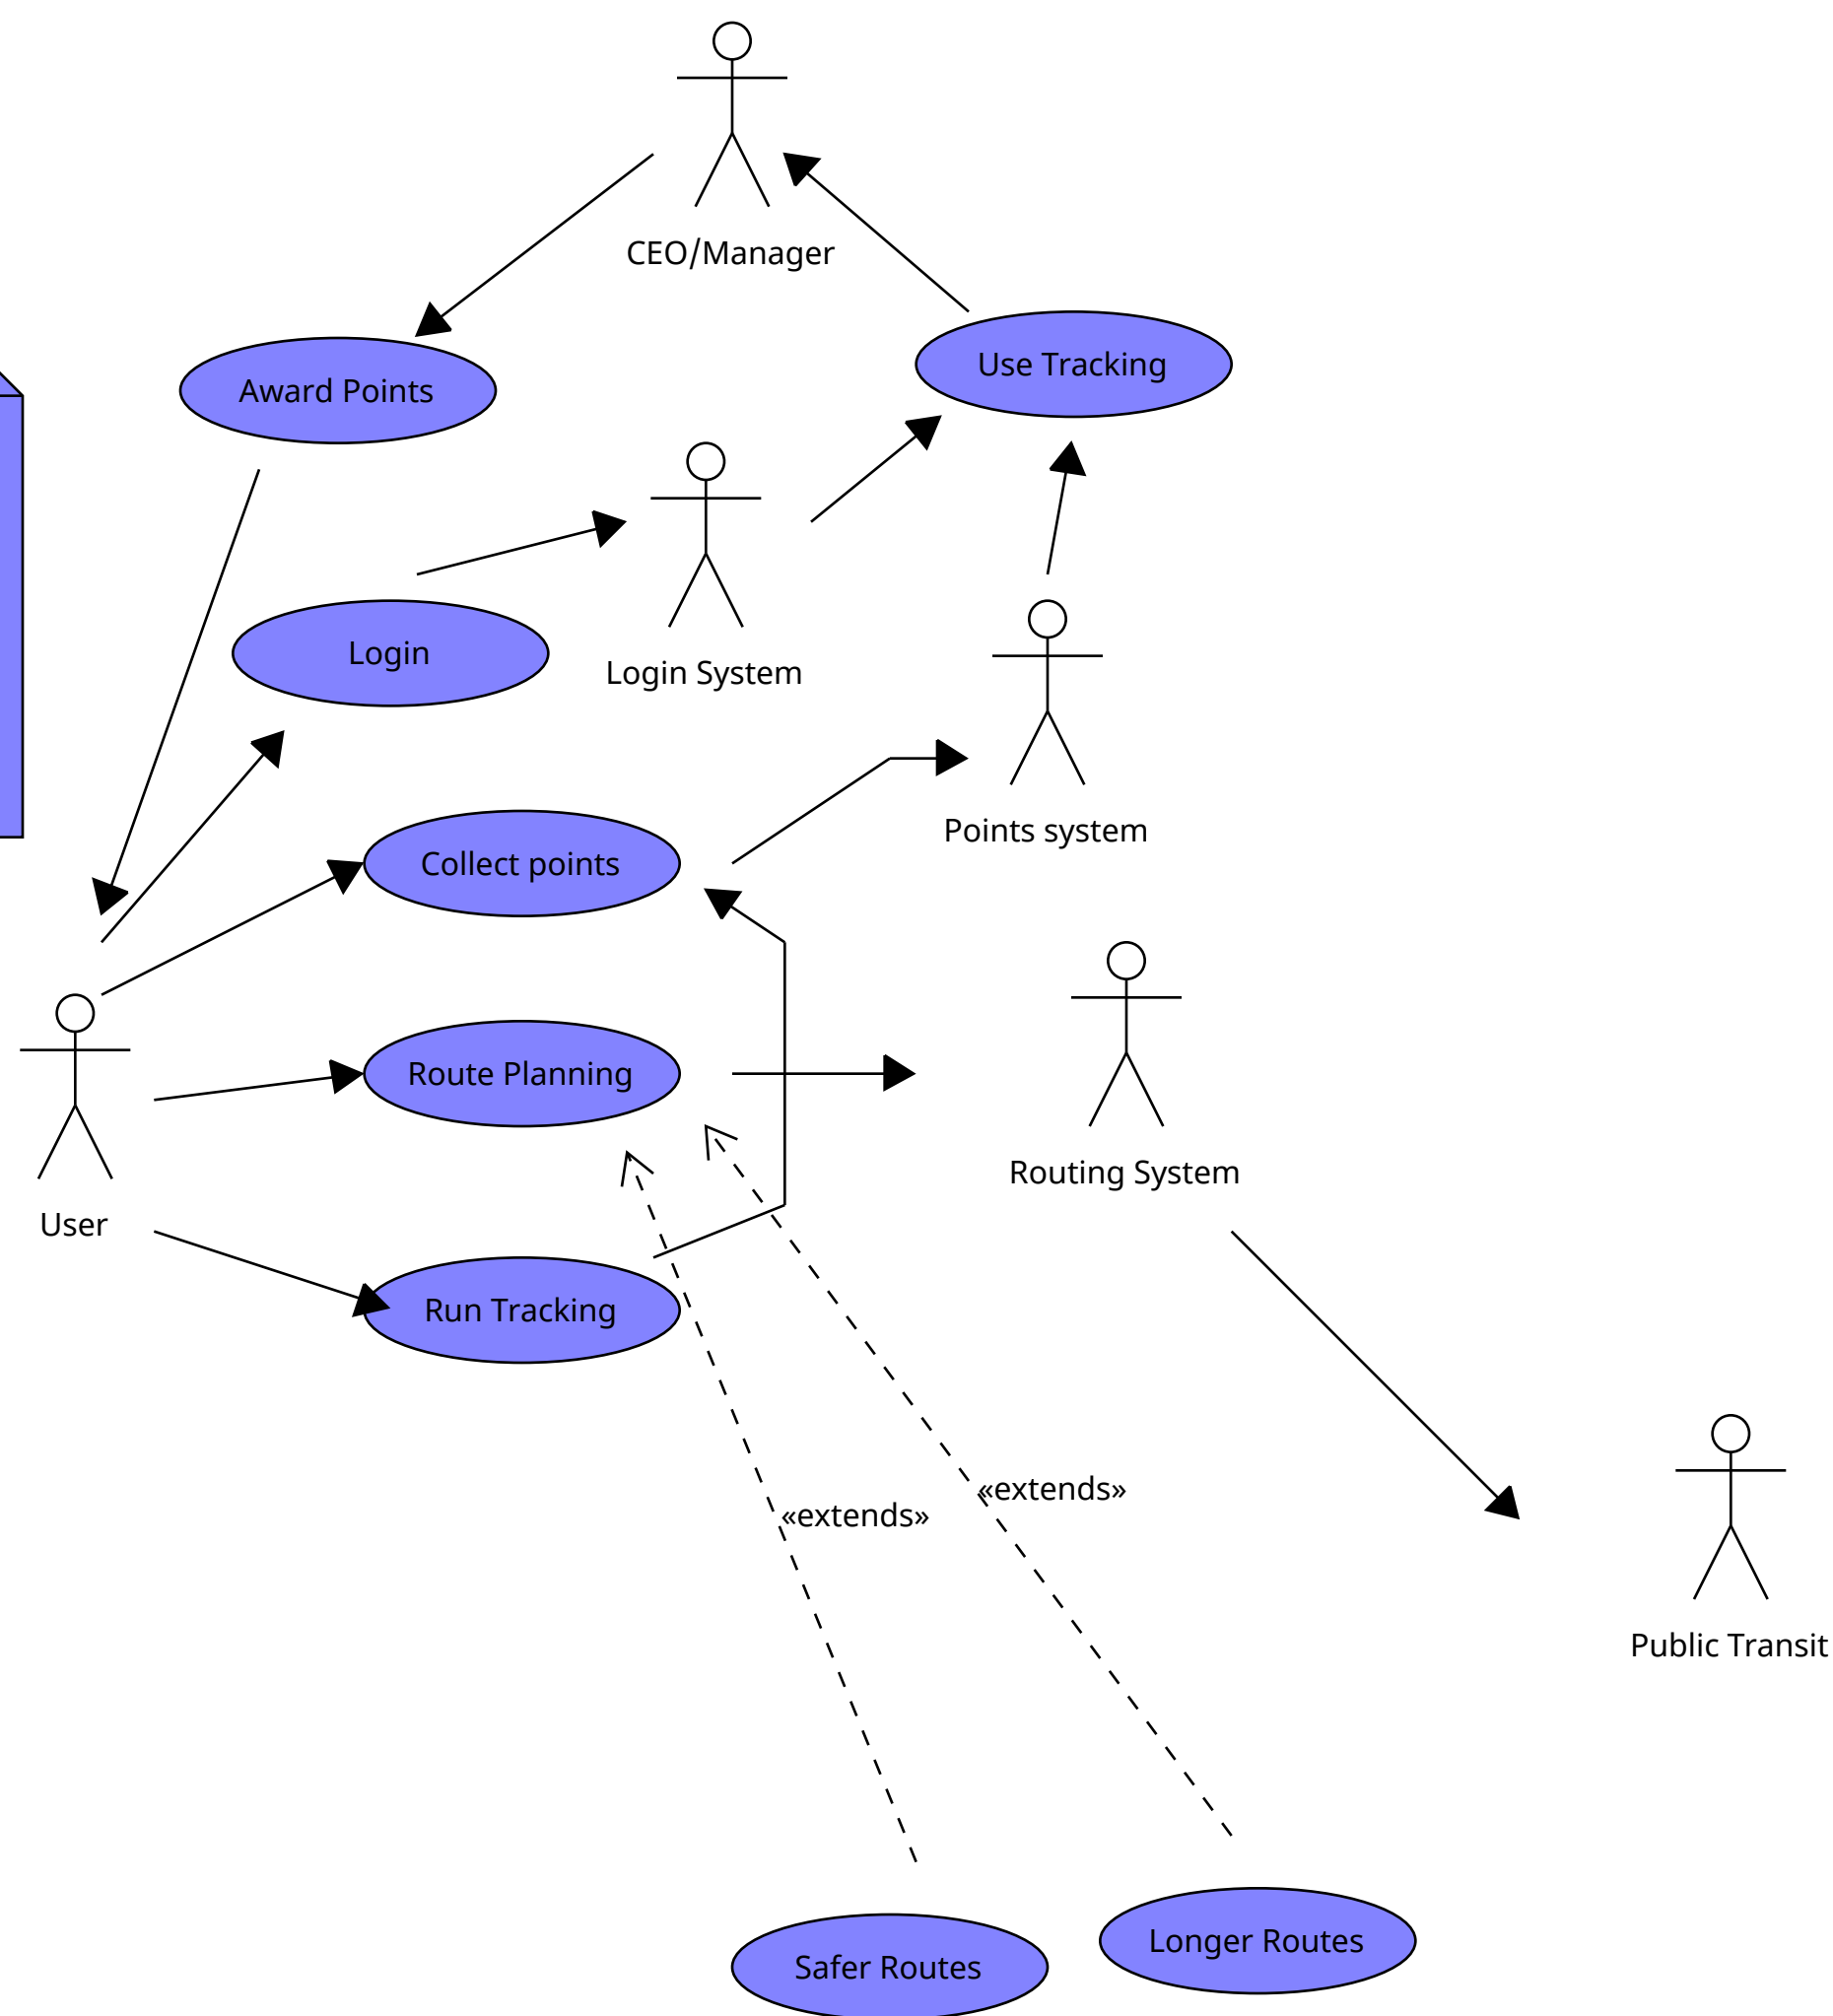 CEO/Manager
Use Tracking
Award Points
Login
Login System
Points system
Collect points
Route Planning
Routing System
User
Run Tracking
«extends»
«extends»
Public Transit
Longer Routes
Safer Routes